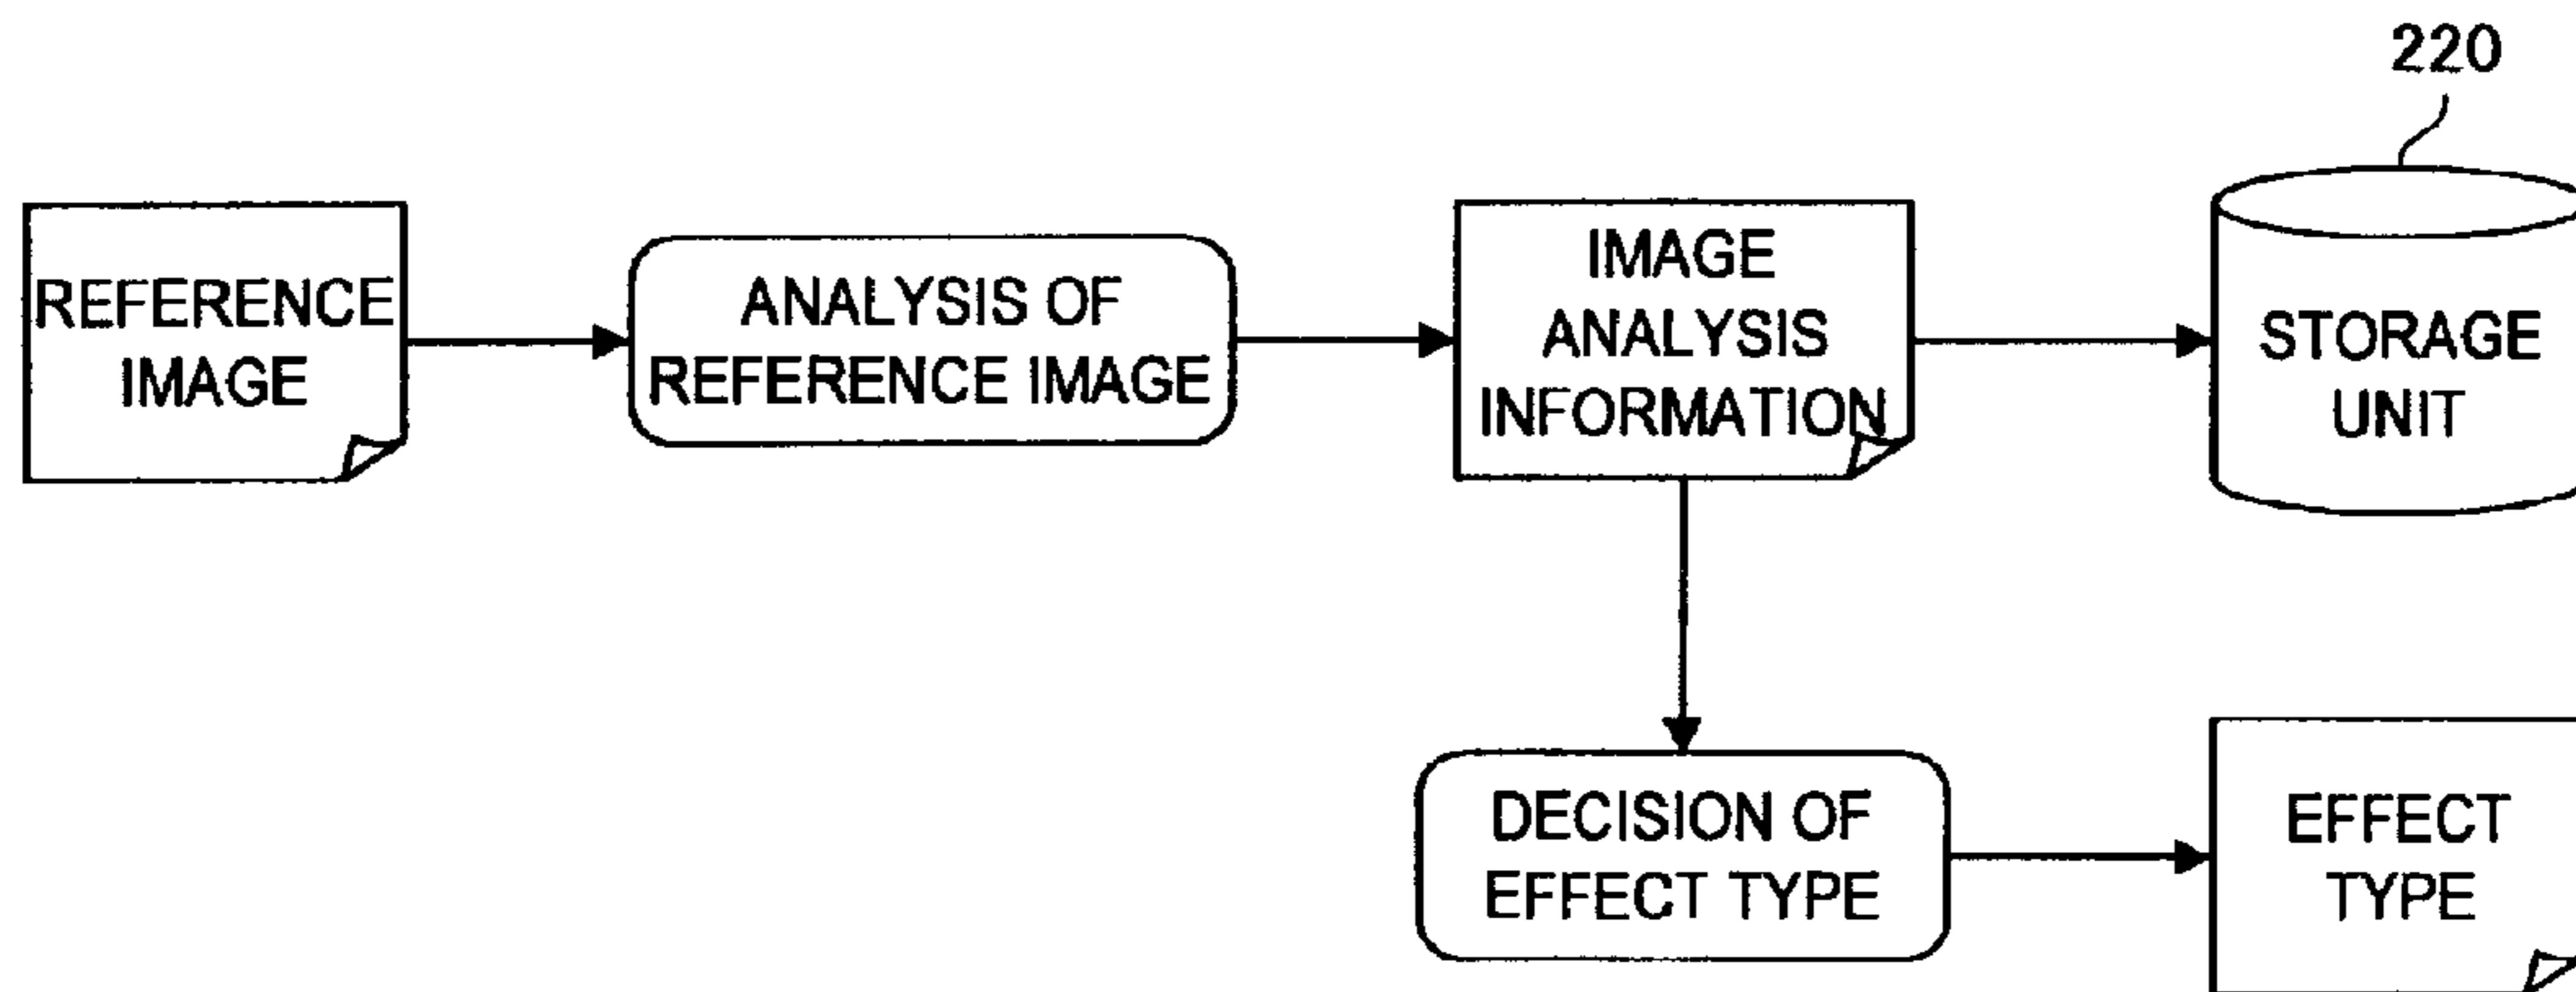 220
REFERENCE
IMAGE
ANALYSIS OF
REFERENCE IMAGE
IMAGE
ANALYSIS
INFORMATION
STORAGE
UNIT
DECISION OF
EFFECT TYPE
EFFECT
TYPE